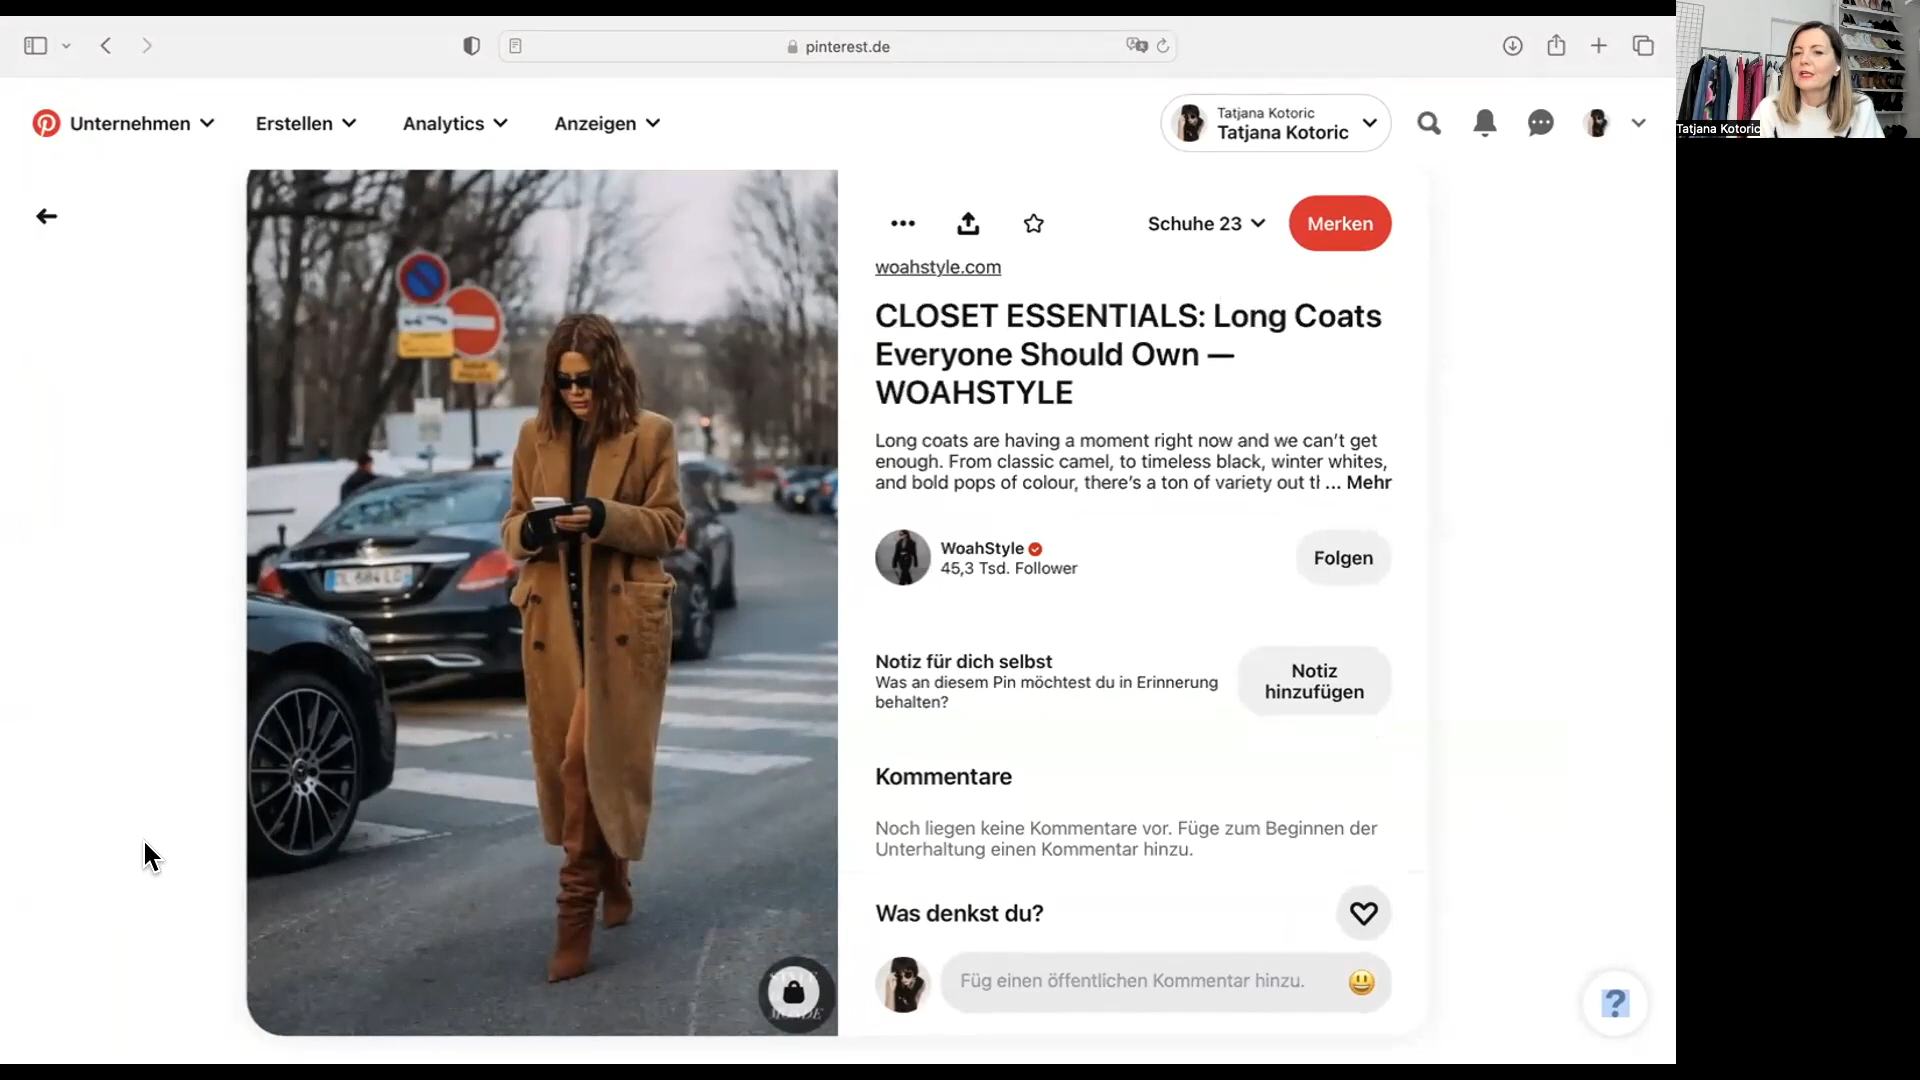 pinterest.de
Unternehmen
Erstellen
Analytics
Anzeigen
Tatjana Kotoric
Tatjana Kotoric
Tatjana Kotoric
Schuhe 23
Merken
woahstyle.com
CLOSET ESSENTIALS: Long Coats
Everyone Should Own —
WOAHSTYLE
Long coats are having a moment right now and we can't get
enough. From classic camel, to timeless black, winter whites,
and bold pops of colour, there's a ton of variety out tl ... Mehr
WoahStyle
45,3 Tsd. Follower
Folgen
Notiz für dich selbst
Was an diesem Pin möchtest du in Erinnerung
behalten?
Notiz
hinzufügen
Kommentare
Noch liegen keine Kommentare vor. Füge zum Beginnen der
Unterhaltung einen Kommentar hinzu.
Was denkst du?
Füg einen öffentlichen Kommentar hinzu.
?